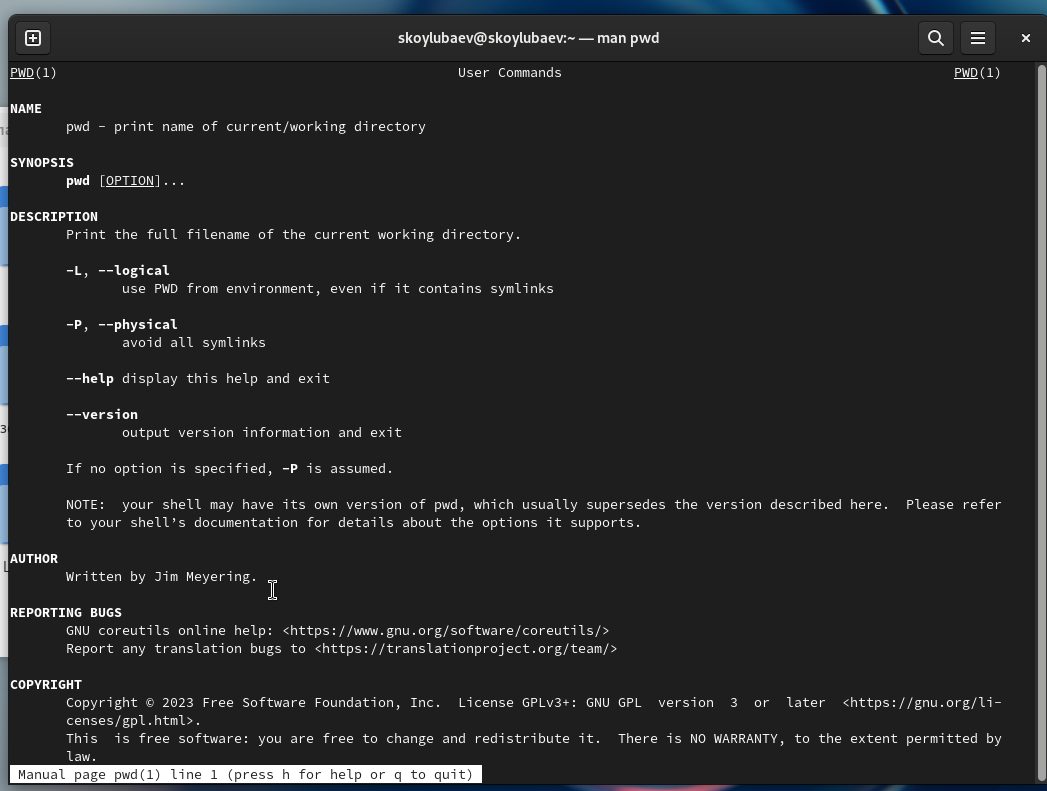 skoylubaev@skoylubaev:~ — man pwd
PWD(1) User Commands PWD(1)
NAME
pwd - print name of current/working directory
SYNOPSIS
pwd [OPTION]...
DESCRIPTION
Print the full filename of the current working directory.
-L, --logical
use PWD from environment, even if it contains symlinks
-P, --physical
avoid all symlinks
--help display this help and exit
--version
output version information and exit
If no option is specified, -P is assumed.
NOTE:  your shell may have its own version of pwd, which usually supersedes the version described here.  Please refer
to your shell’s documentation for details about the options it supports.
AUTHOR
Written by Jim Meyering.
REPORTING BUGS
GNU coreutils online help: <https://www.gnu.org/software/coreutils/>
Report any translation bugs to <https://translationproject.org/team/>
COPYRIGHT
Copyright © 2023 Free Software Foundation, Inc.  License GPLv3+: GNU GPL  version  3  or  later  <https://gnu.org/li-
censes/gpl.html>.
This  is free software: you are free to change and redistribute it.  There is NO WARRANTY, to the extent permitted by
law.
Manual page pwd(1) line 1 (press h for help or q to quit)